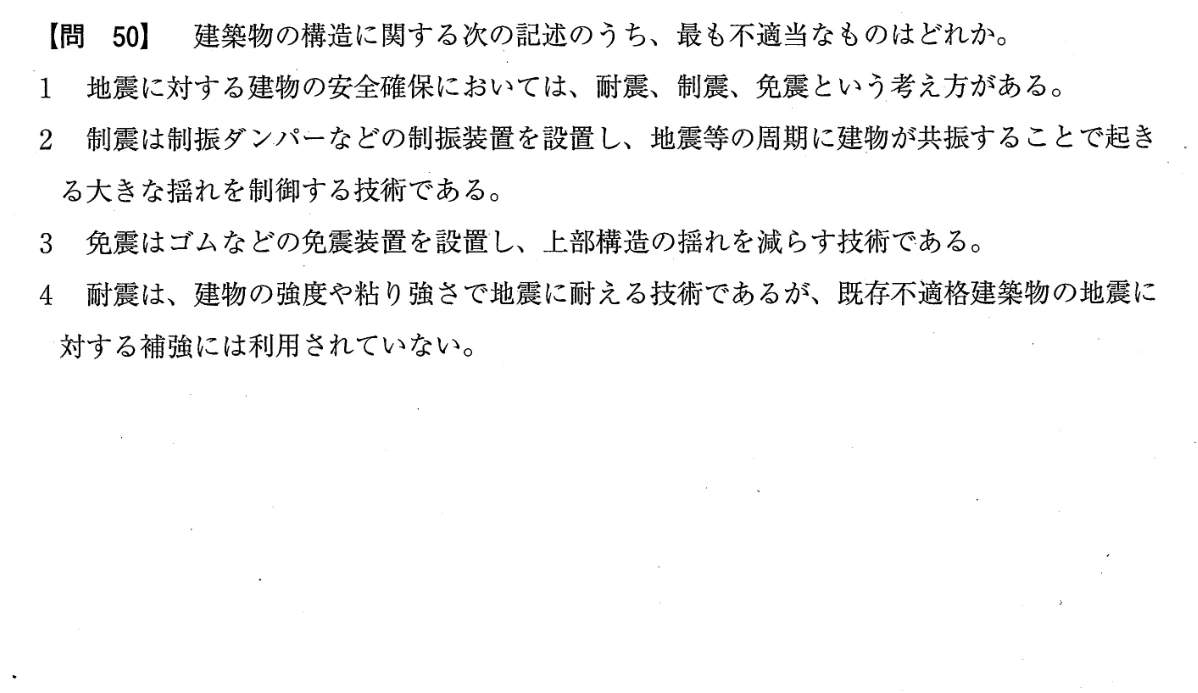 【問　50】　建築物の構造に関する次の記述のうち、最も不適当なものはどれか。
1　地震に対する建物の安全確保においては、耐震、制震、免震という考え方がある。
2　制震は制振ダンパーなどの制振装置を設置し、地震等の周期に建物が共振することで起き
る大きな揺れを制御する技術である。
3　免震はゴムなどの免震装置を設置し、上部構造の揺れを減らす技術である。
4　耐震は、建物の強度や粘り強さで地震に耐える技術であるが、既存不適格建築物の地震に
対する補強には利用されていない。